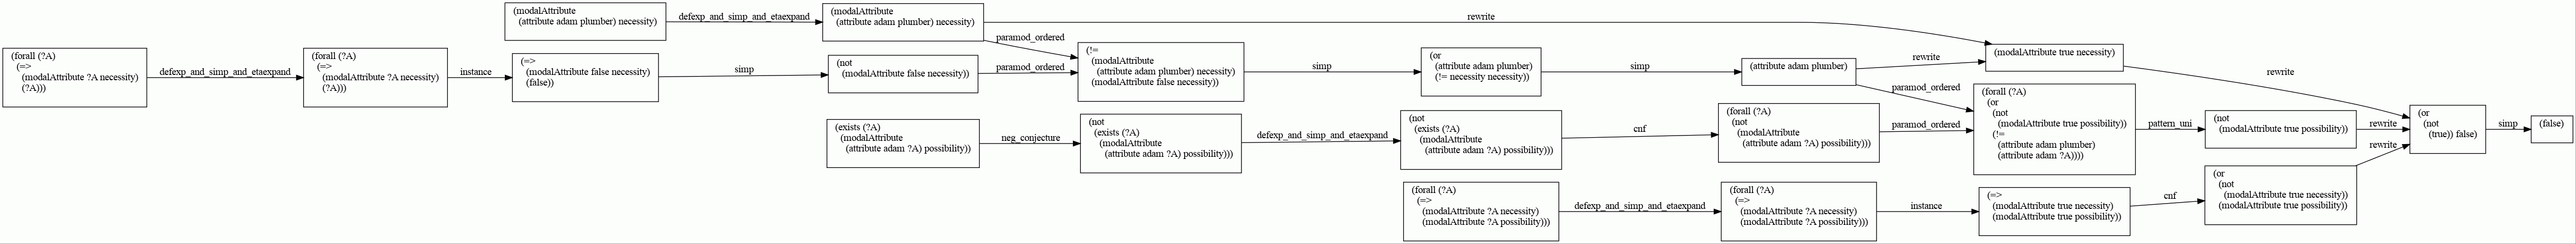 (modalAttribute
(attribute adam plumber) necessity)
defexp_and_simp_and_etaexpand
(modalAttribute
(attribute adam plumber) necessity)
rewrite
(forall (?A)
(=>
(modalAttribute ?A necessity)
(?A)))
defexp_and_simp_and_etaexpand
(forall (?A)
(=>
(modalAttribute ?A necessity)
(?A)))
instance
(=>
(modalAttribute false necessity)
(false))
simp
(not
(modalAttribute false necessity))
paramod_ordered
paramod_ordered
(!=
(modalAttribute
(attribute adam plumber) necessity)
(modalAttribute false necessity))
simp
(or
(attribute adam plumber)
(!= necessity necessity))
simp
(attribute adam plumber)
rewrite
(modalAttribute true necessity)
rewrite
paramod_ordered
(exists (?A)
(modalAttribute
(attribute adam ?A) possibility))
neg_conjecture
(not
(exists (?A)
(modalAttribute
(attribute adam ?A) possibility)))
defexp_and_simp_and_etaexpand
(not
(exists (?A)
(modalAttribute
(attribute adam ?A) possibility)))
cnf
(forall (?A)
(not
(modalAttribute
(attribute adam ?A) possibility)))
paramod_ordered
(forall (?A)
(or
(not
(modalAttribute true possibility))
(!=
(attribute adam plumber)
(attribute adam ?A))))
pattern_uni
(not
(modalAttribute true possibility))
rewrite
(or
(not
(true)) false)
simp
(false)
rewrite
(forall (?A)
(=>
(modalAttribute ?A necessity)
(modalAttribute ?A possibility)))
defexp_and_simp_and_etaexpand
(forall (?A)
(=>
(modalAttribute ?A necessity)
(modalAttribute ?A possibility)))
instance
(=>
(modalAttribute true necessity)
(modalAttribute true possibility))
cnf
(or
(not
(modalAttribute true necessity))
(modalAttribute true possibility))